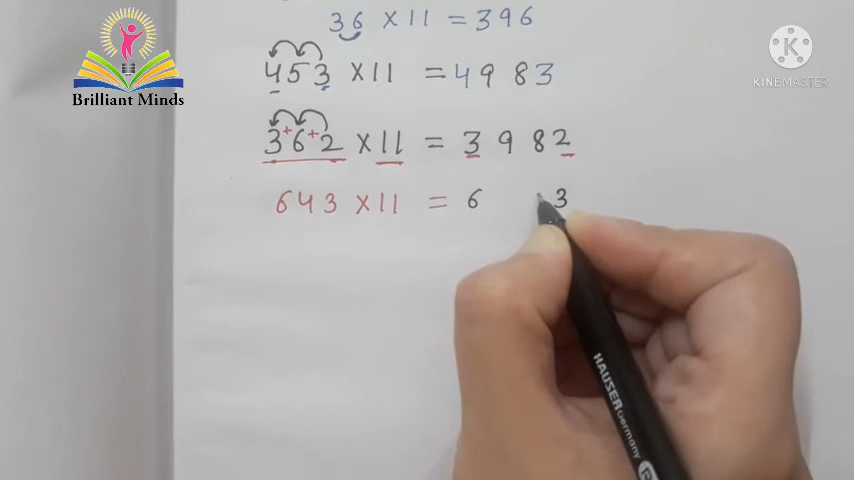 36 × 11 = 396
453 × 11 = 4983
3+6+2 × 11 = 3982
643 × 11 = 6 3
Brilliant Minds
K
KINEMASTER
HAUSER Germany